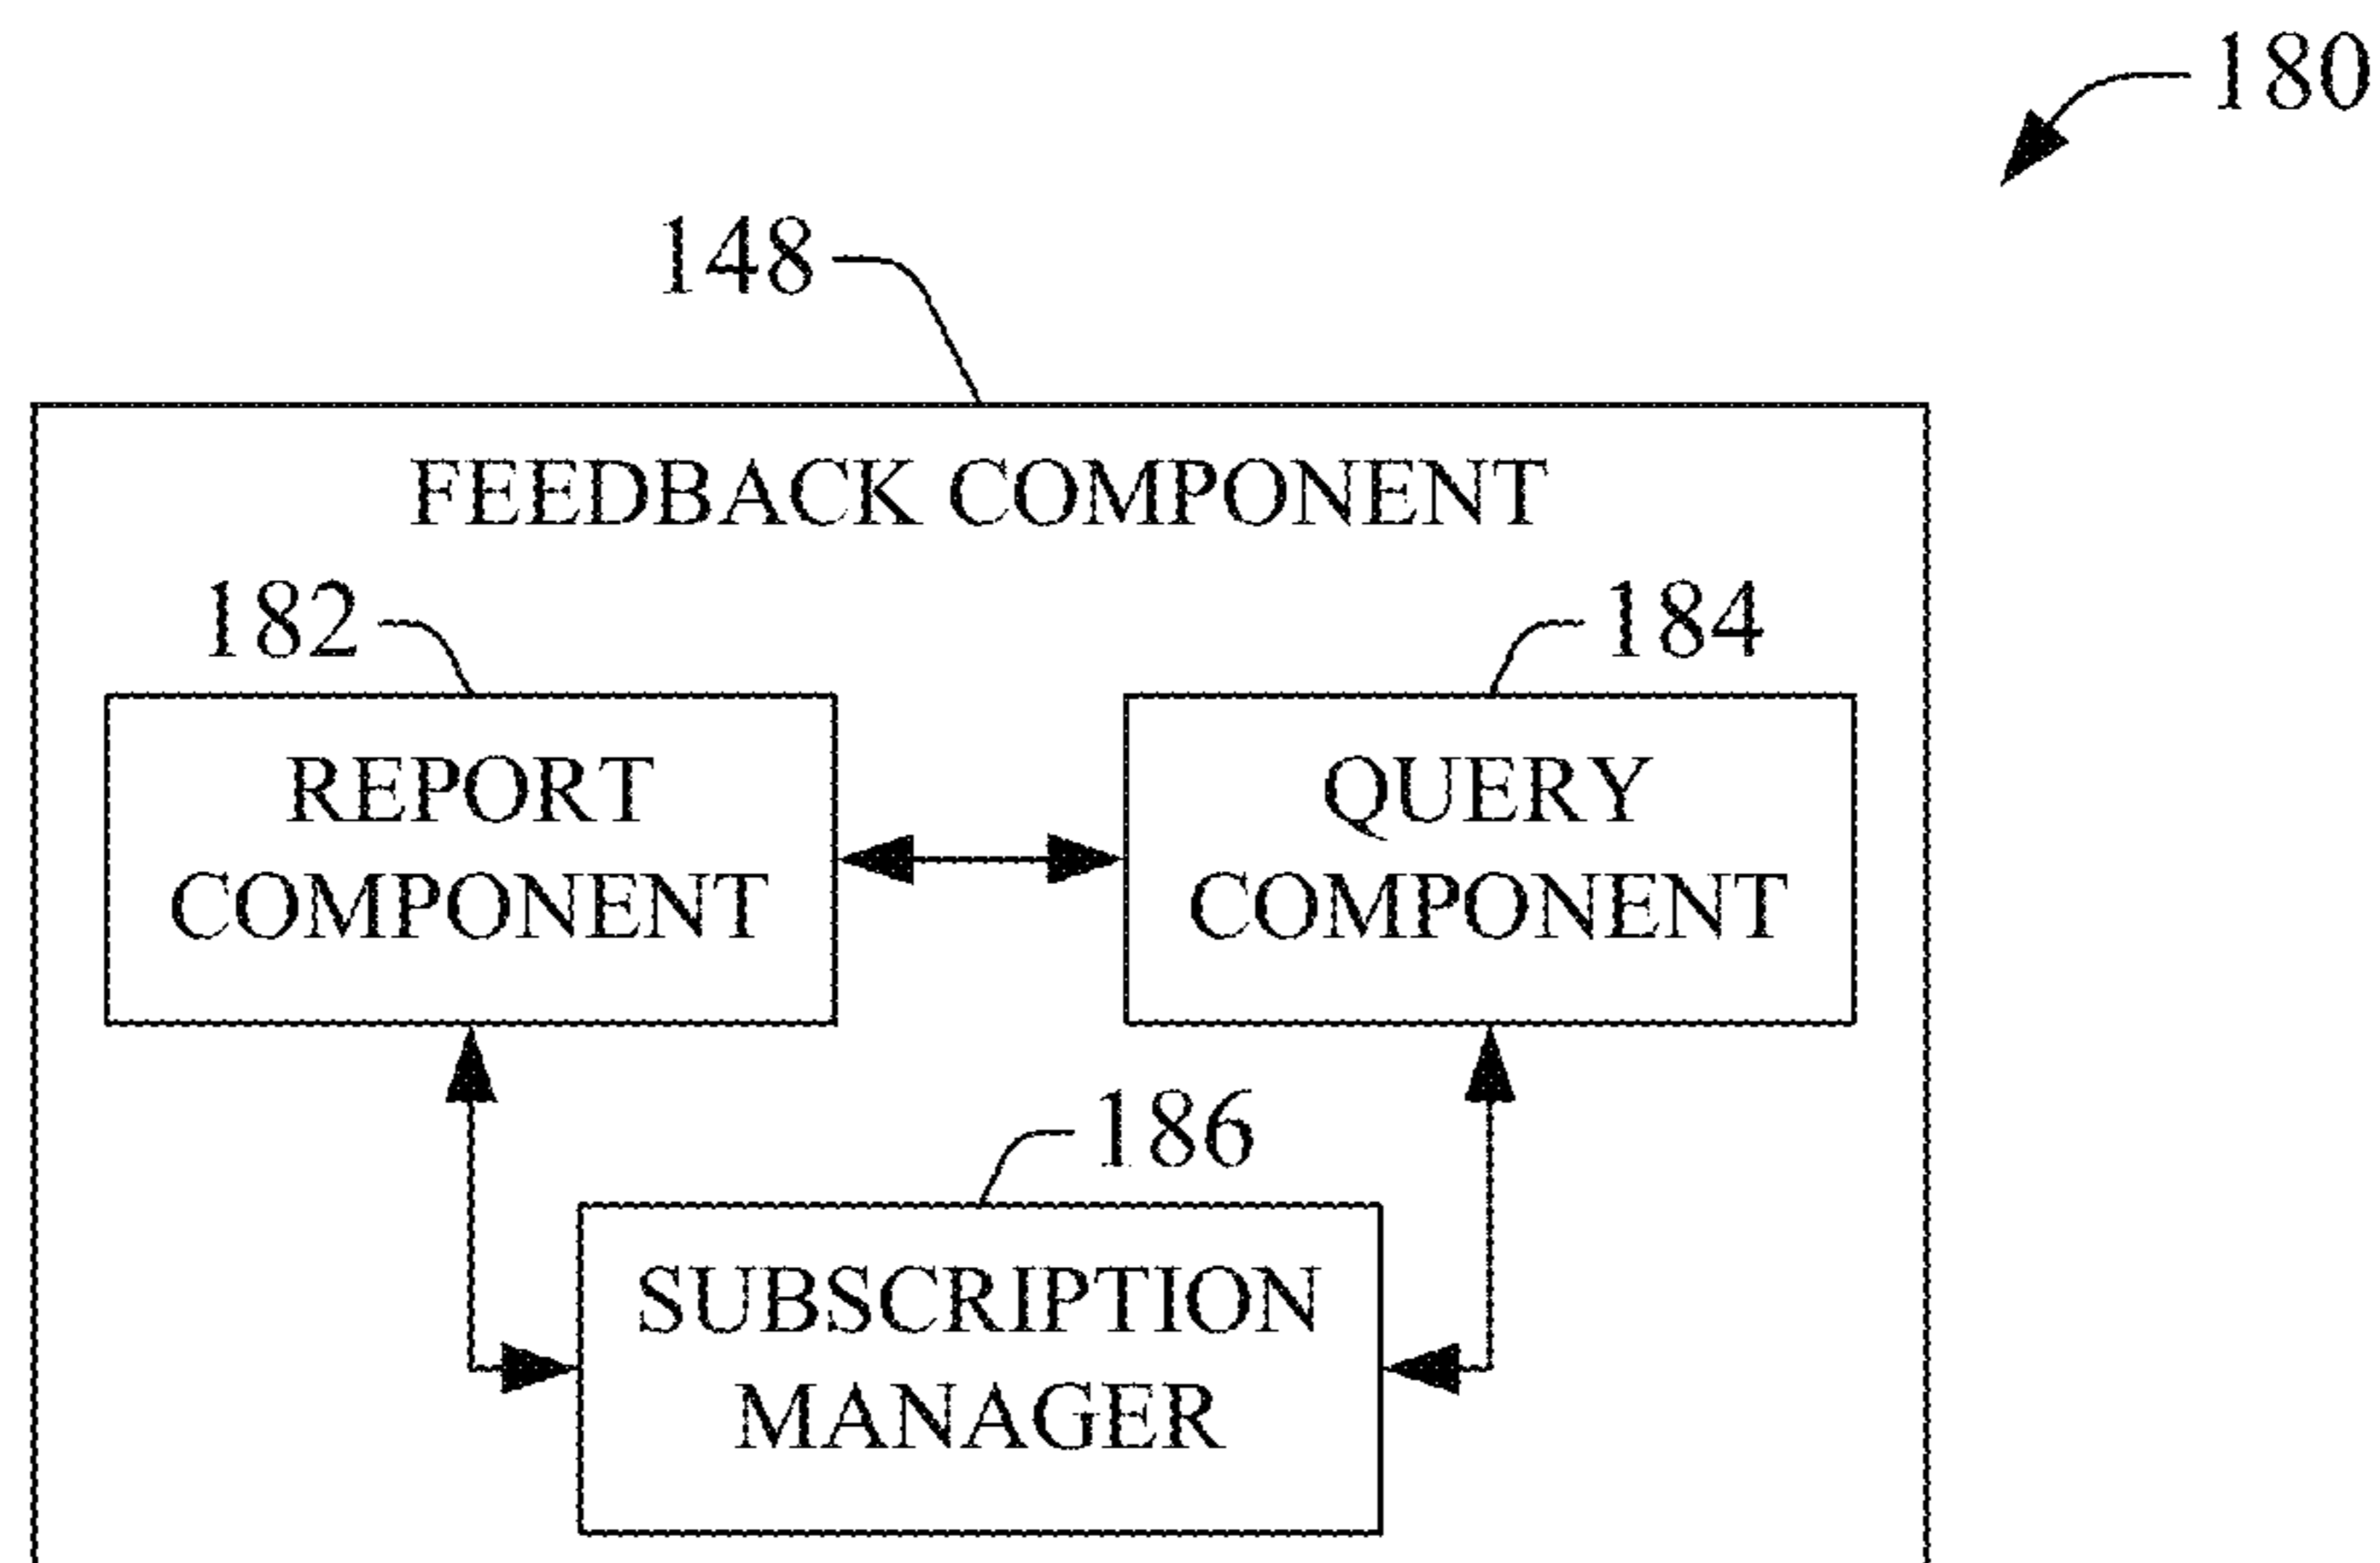 180
148
FEEDBACK COMPONENT
182
184
REPORT
COMPONENT
QUERY
COMPONENT
186
SUBSCRIPTION
MANAGER